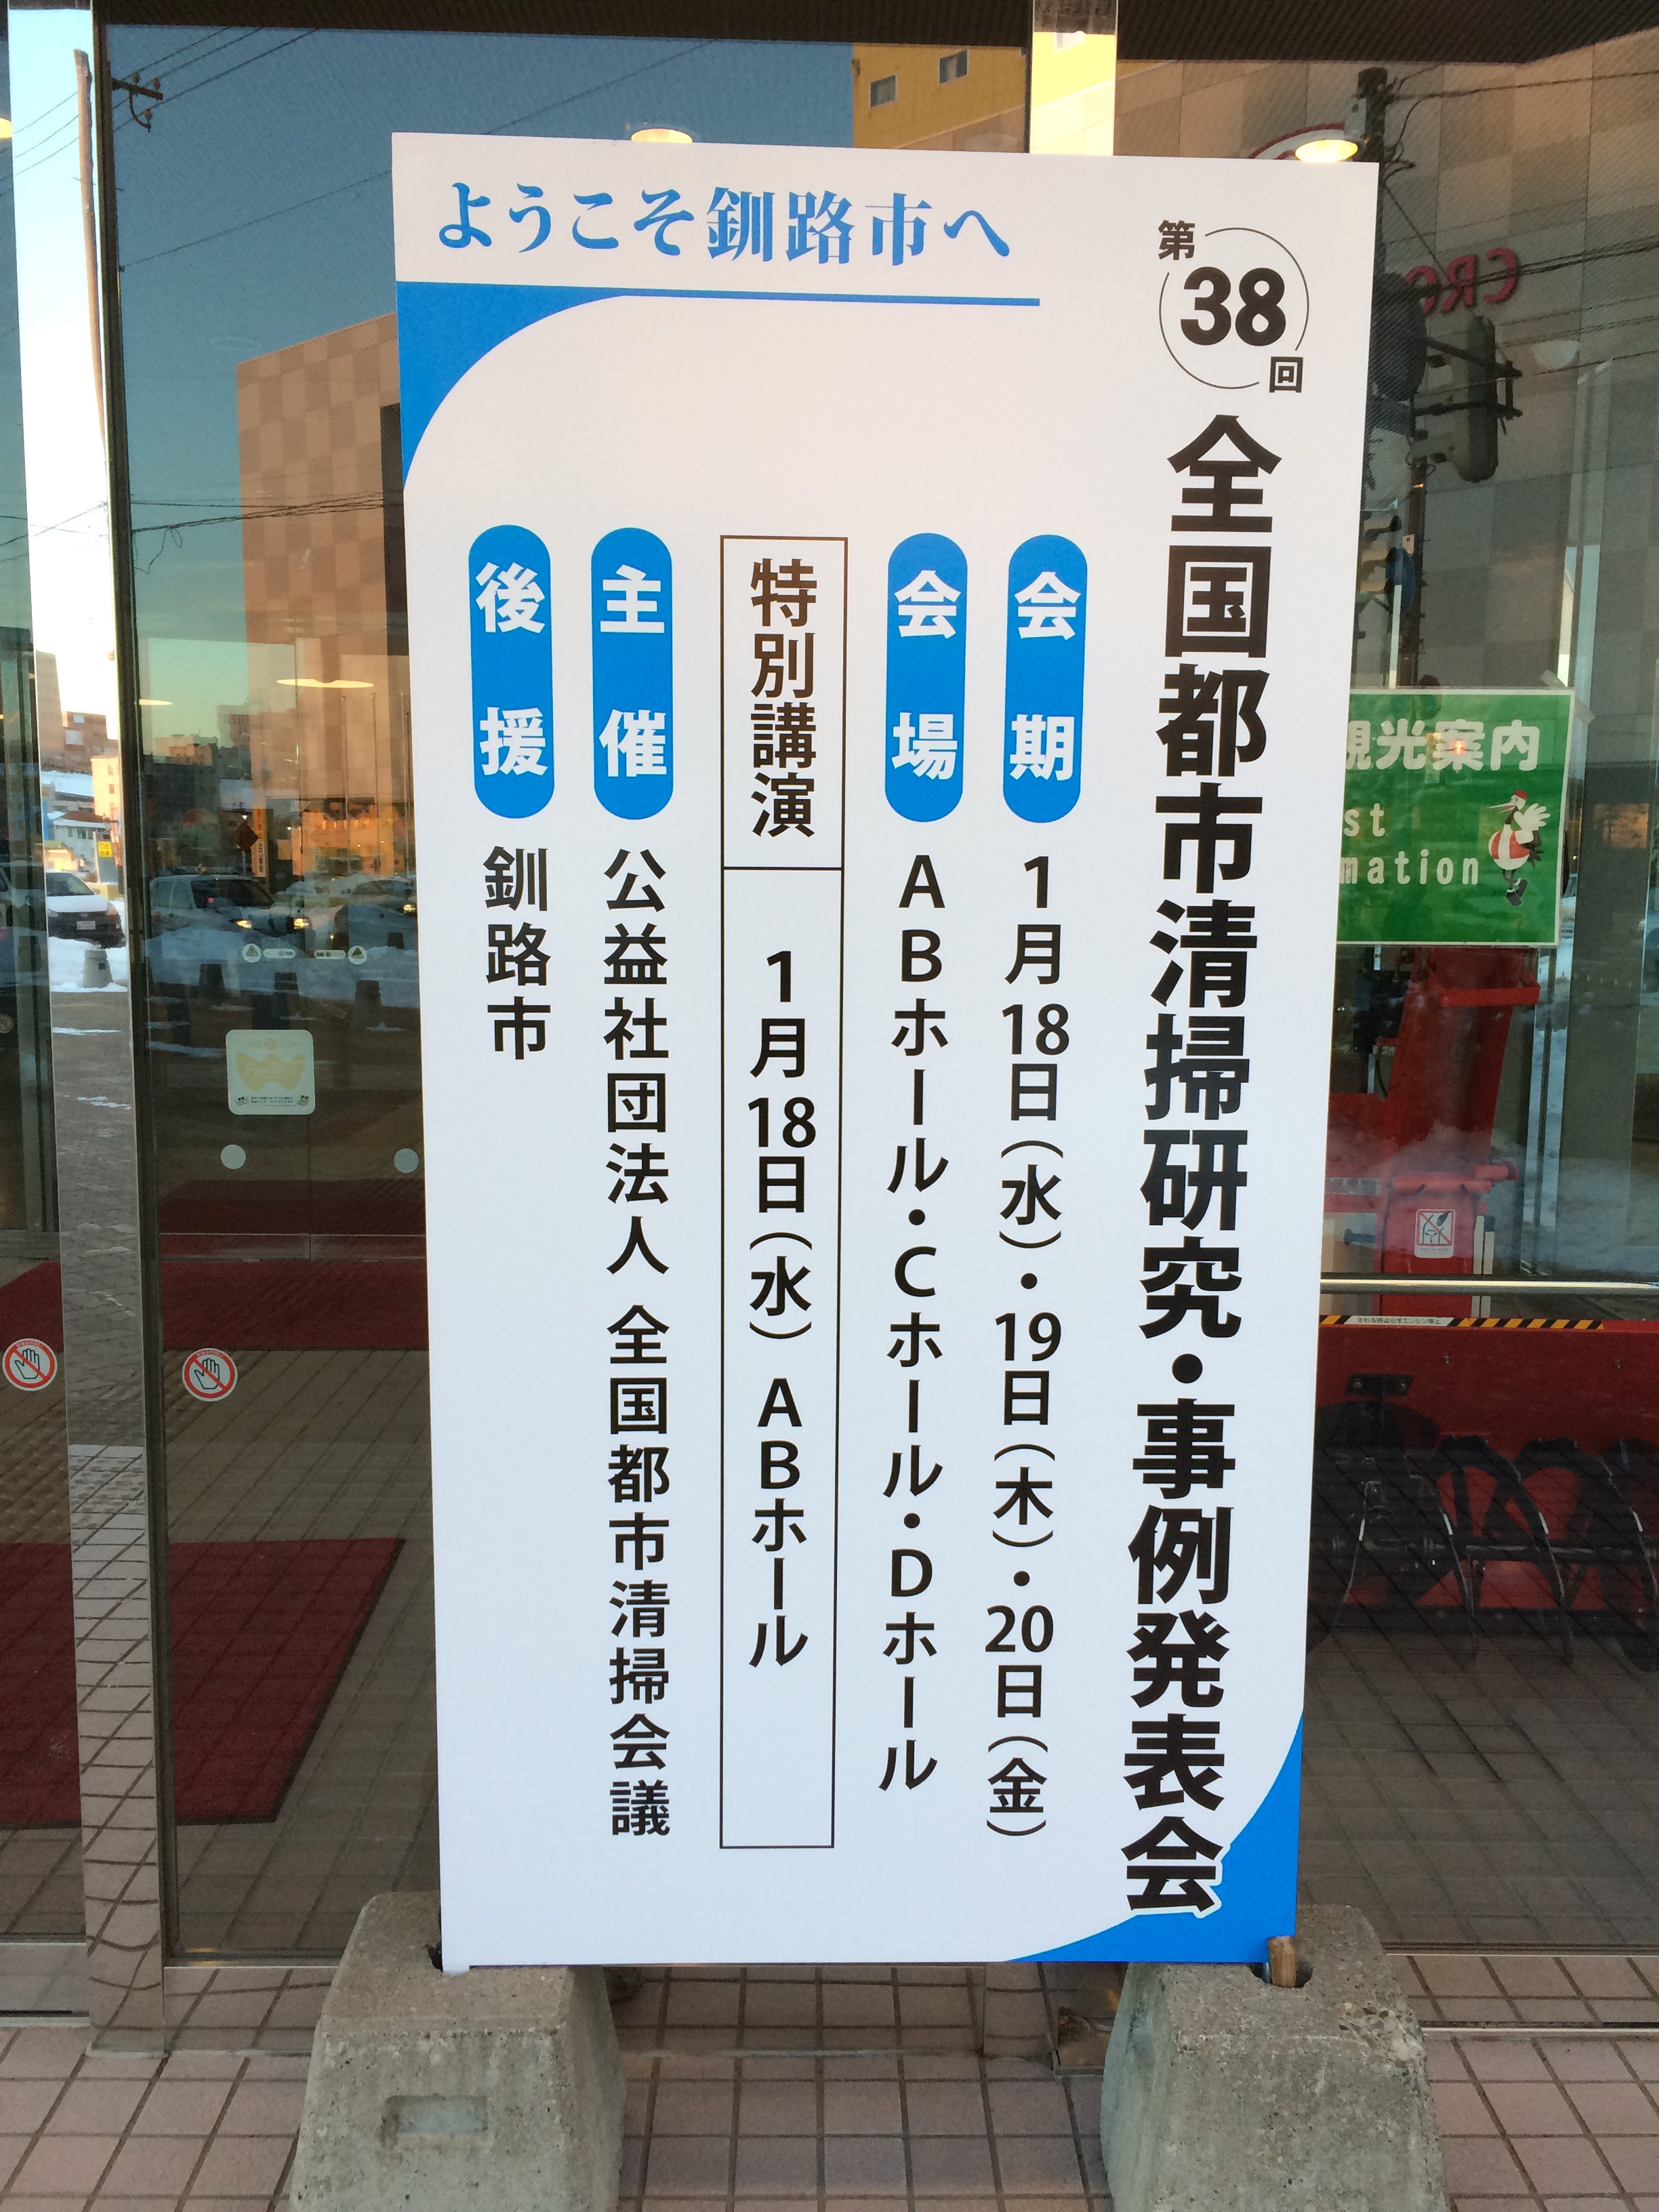 ようこそ釧路市へ
第38回
全国都市清掃研究・事例発表会
会期 1月18日(水)・19日(木)・20日(金)
会場 ABホール・Cホール・Dホール
特別講演 1月18日(水) ABホール
主催 公益社団法人 全国都市清掃会議
後援 釧路市
光案内
st
mation